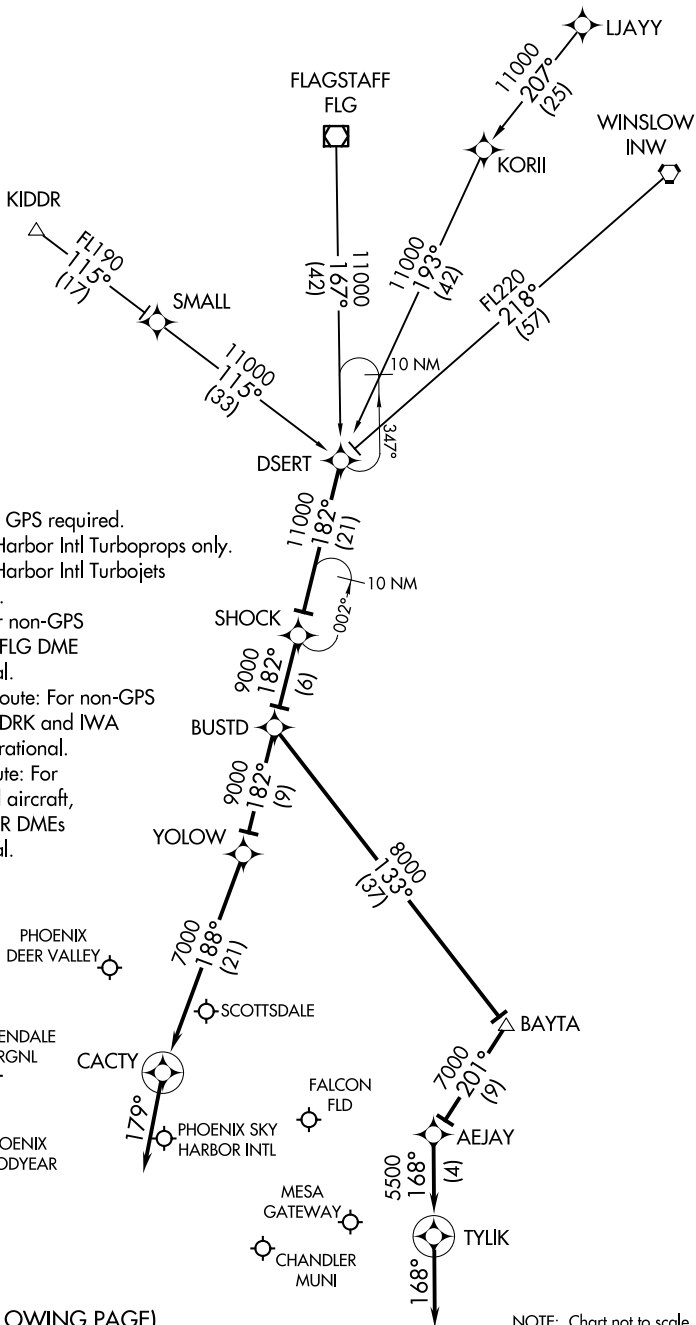 LJAYY
11000
207°
(25)
FLAGSTAFF
FLG
WINSLOW
INW
KORII
KIDDR
FL190
115°
(17)
SMALL
11000
167°
(42)
11000
193°
(42)
FL220
218°
(57)
11000
115°
(33)
10 NM
347°
DSERT
GPS required.
Harbor Intl Turboprops only.
Harbor Intl Turbojets
11000
182°
(21)
10 NM
r non-GPS
FLG DME
al.
SHOCK
002°
oute: For non-GPS
DRK and IWA
rational.
9000
182°
(6)
BUSTD
ute: For
d aircraft,
R DMEs
al.
9000
182°
(9)
YOLOW
8000
133°
(37)
PHOENIX
DEER VALLEY
7000
188°
(21)
SCOTTSDALE
BAYTA
ENDALE
RGNL
CACTY
7000
201°
(9)
FALCON
FLD
179°
PHOENIX SKY
HARBOR INTL
AEJAY
OENIX
ODYEAR
5500
168°
(4)
MESA
GATEWAY
TYLIK
CHANDLER
MUNI
168°
OWING PAGE)
NOTE: Chart not to scale